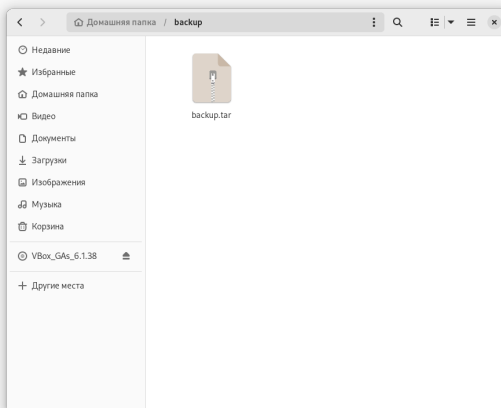 Домашняя папка / backup
Недавние
Избранные
Домашняя папка
Видео
Документы
Загрузки
Изображения
Музыка
Корзина
VBox_GAs_6.1.38
Другие места
backup.tar